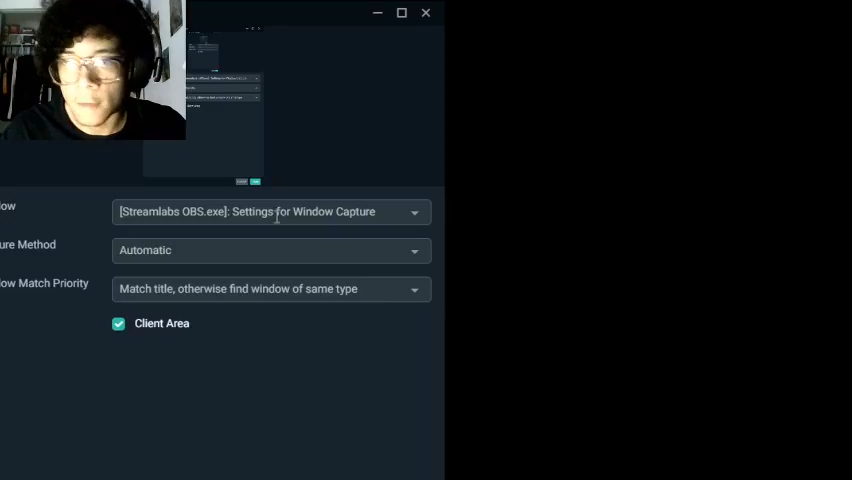 ow
[Streamlabs OBS.exe]: Settings for Window Capture
ure Method
Automatic
ow Match Priority
Match title, otherwise find window of same type
Client Area